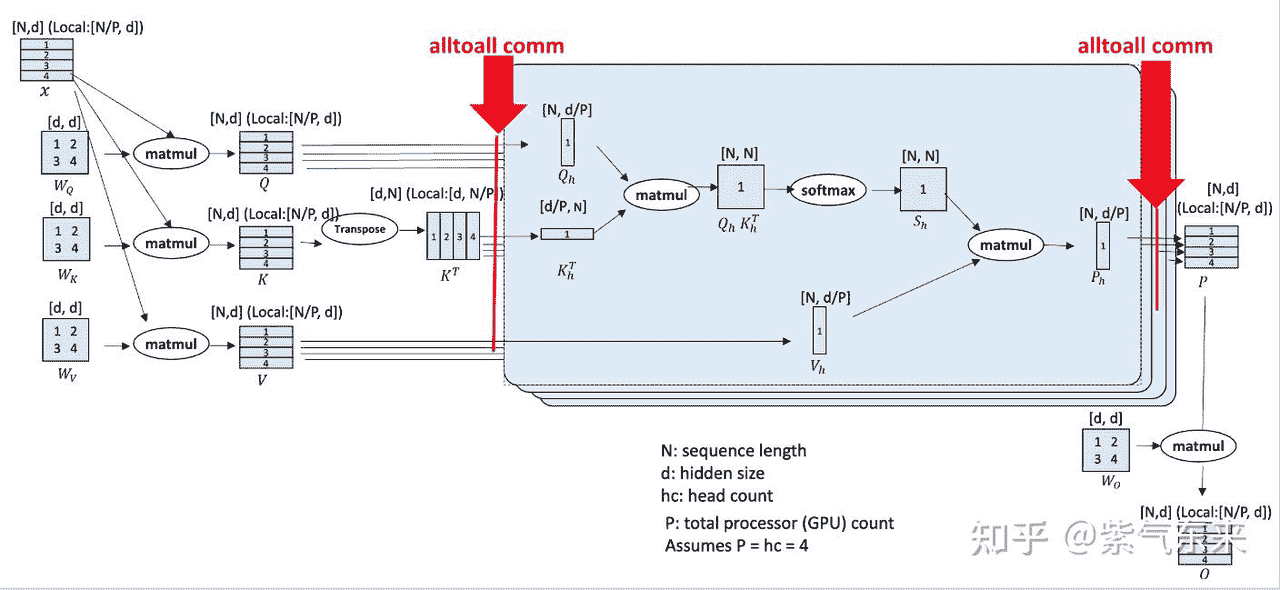 [N,d] (Local:[N/P, d])
1
2
3
4
x
alltoall comm
alltoall comm
[d, d]
1 2
3 4
W_Q
matmul
[N,d] (Local:[N/P, d])
1
2
3
4
Q
[d, d]
1 2
3 4
W_K
matmul
[N,d] (Local:[N/P, d])
1
2
3
4
K
Transpose
[d,N] (Local:[d, N/P])
1 2 3 4
K^T
[d, d]
1 2
3 4
W_V
matmul
[N,d] (Local:[N/P, d])
1
2
3
4
V
[N, d/P]
1
Q_h
[d/P, N]
1
K_h^T
matmul
[N, N]
1
Q_h K_h^T
softmax
[N, N]
1
S_h
[N, d/P]
1
V_h
matmul
[N, d/P]
1
P_h
[N,d]
(Local:[N/P, d])
1
2
3
4
P
[d, d]
1 2
3 4
W_O
matmul
[N,d] (Local:[N/P, d])
1
2
3
4
O
N: sequence length
d: hidden size
hc: head count
P: total processor (GPU) count
Assumes P = hc = 4
知乎 @紫气东来